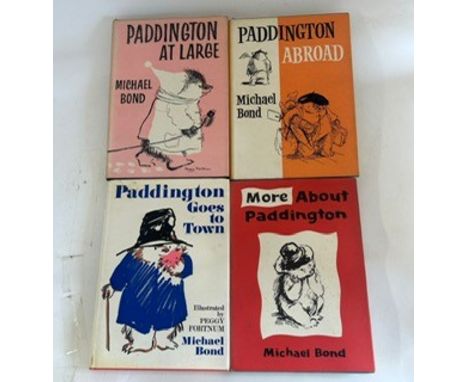 PADDINGTON
AT LARGE
MICHAEL
BOND
PADDINGTON
ABROAD
Michael
Bond
Paddington
Goes to
Town
Illustrated
by
PEGGY
FORTNUM
Michael
Bond
More About
Paddington
Michael Bond